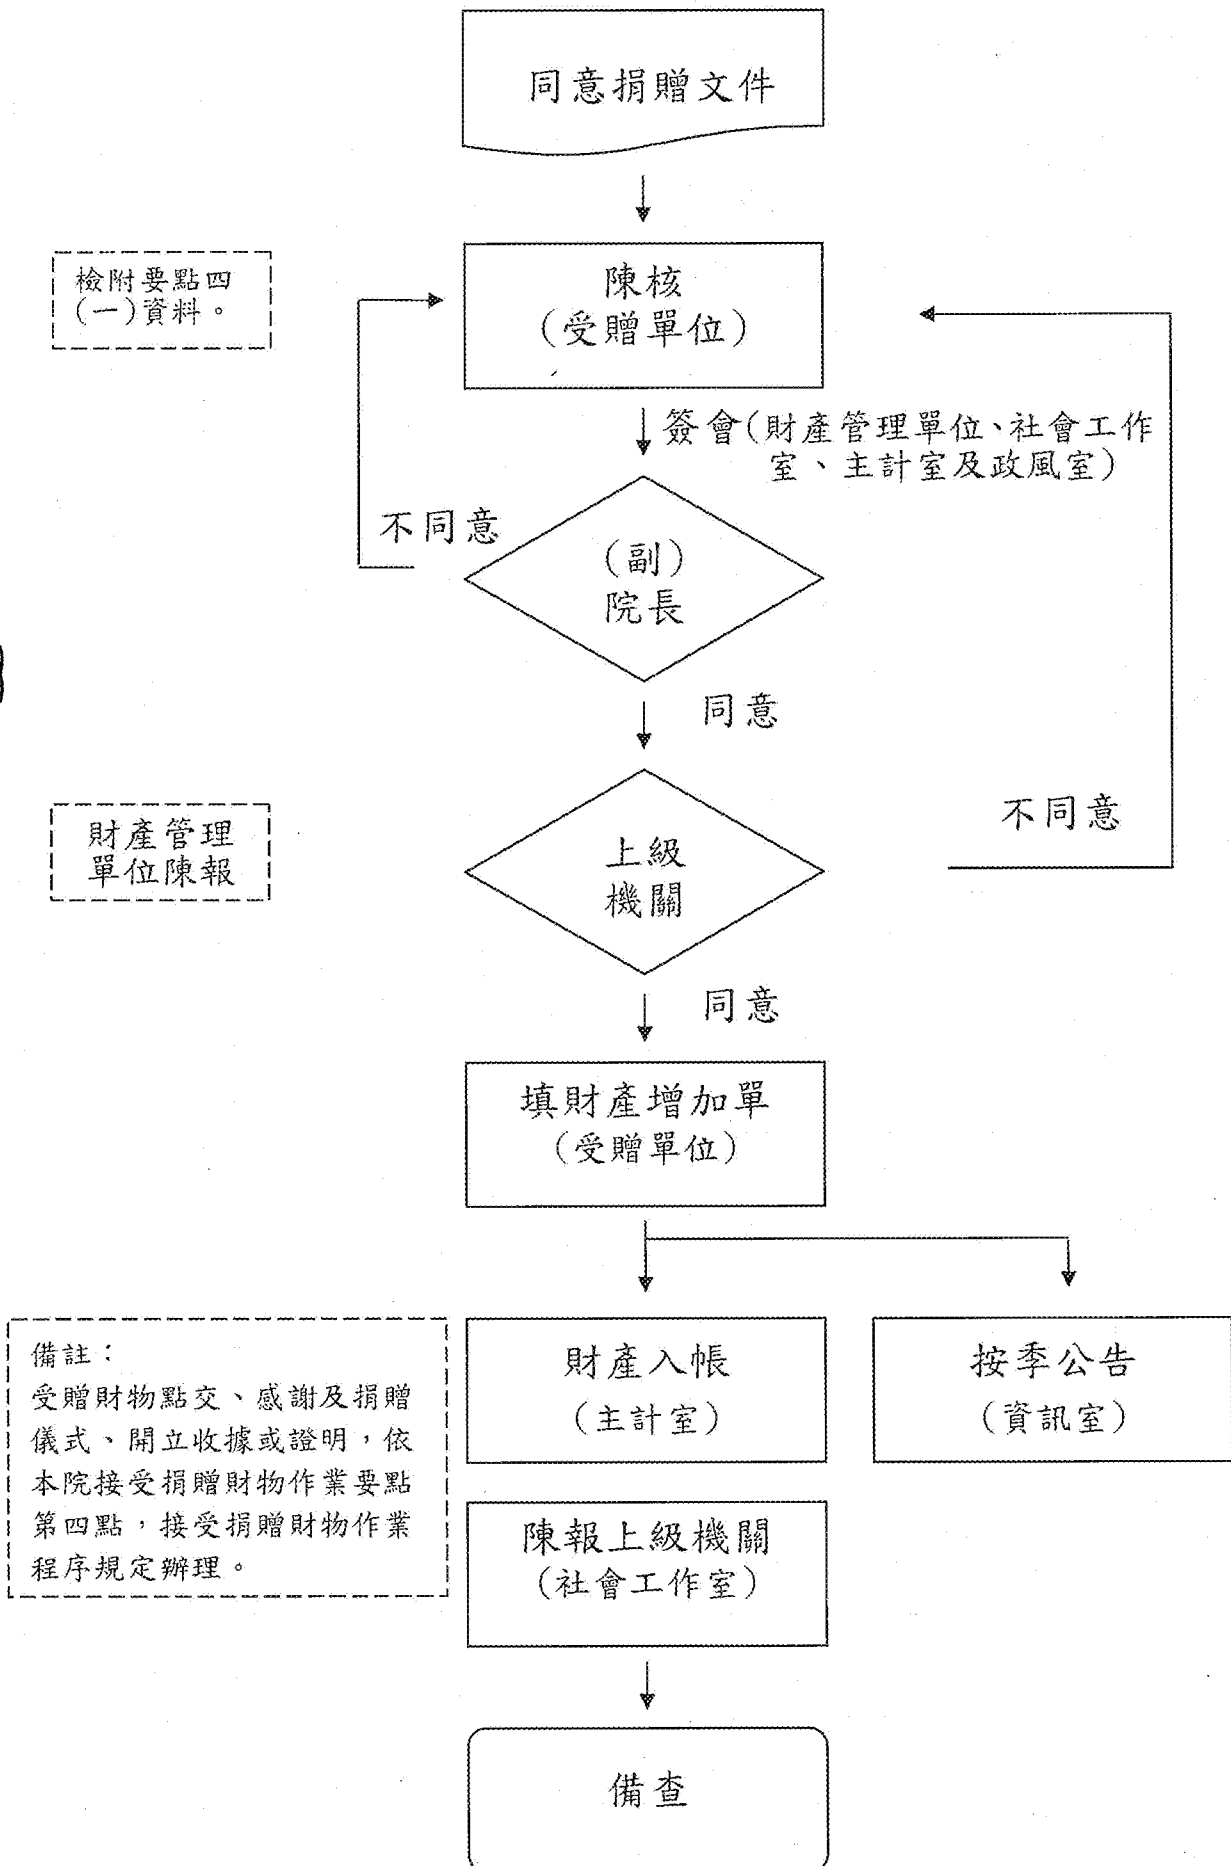 同意捐贈文件
檢附要點四
(一)資料。
陳核
(受贈單位)
簽會(財產管理單位、社會工作
室、主計室及政風室)
不同意
(副)
院長
同意
財產管理
單位陳報
上級
機關
不同意
同意
填財產增加單
(受贈單位)
備註：
受贈財物點交、感謝及捐贈
儀式、開立收據或證明，依
本院接受捐贈財物作業要點
第四點，接受捐贈財物作業
程序規定辦理。
財產入帳
(主計室)
按季公告
(資訊室)
陳報上級機關
(社會工作室)
備查